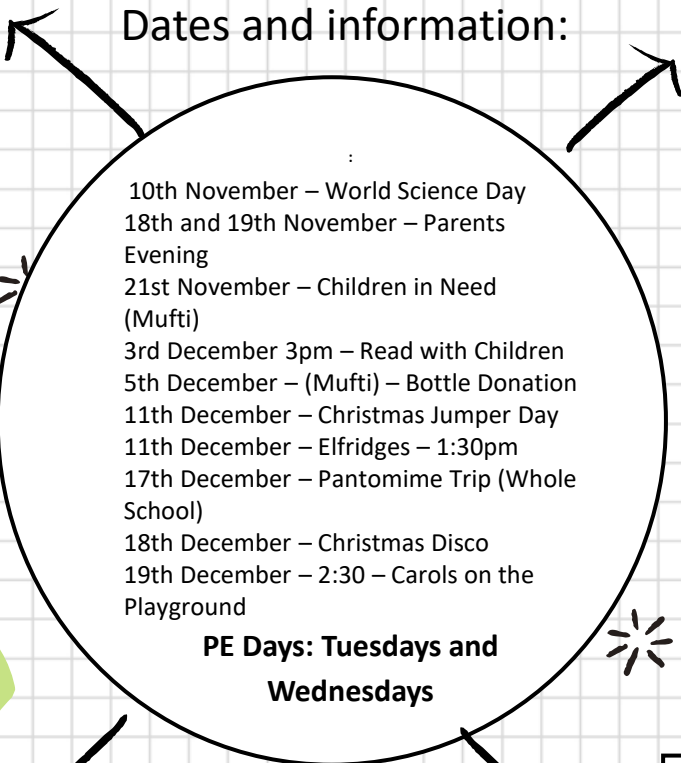 Dates and information:
:
10th November – World Science Day
18th and 19th November – Parents
Evening
21st November – Children in Need
(Mufti)
3rd December 3pm – Read with Children
5th December – (Mufti) – Bottle Donation
11th December – Christmas Jumper Day
11th December – Elfridges – 1:30pm
17th December – Pantomime Trip (Whole
School)
18th December – Christmas Disco
19th December – 2:30 – Carols on the
Playground
PE Days: Tuesdays and
Wednesdays